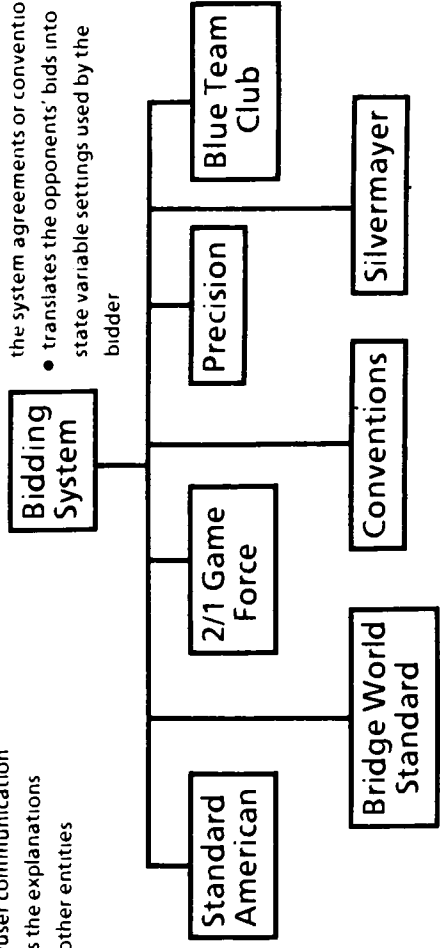 user communication
s the explanations
other entities
the system agreements or conventio
• translates the opponents' bids into
state variable settings used by the
bidder
Bidding
System
Standard
American
2/1 Game
Force
Precision
Blue Team
Club
Bridge World
Standard
Conventions
Silvermayer